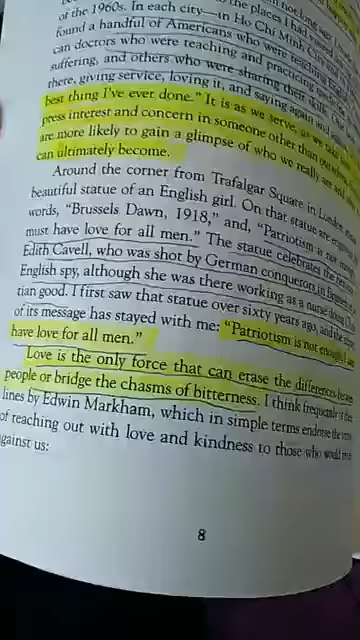 of the 1960s. In each city—in Ho Chi Minh
found a handful of Americans who were teaching
can doctors who were teaching and practicing
suffering, and others who were sharing their
there, giving service, loving it, and saying again and
best thing I've ever done." It is as we serve, as we
press interest and concern in someone other than
are more likely to gain a glimpse of who we really are and
can ultimately become.
Around the corner from Trafalgar Square in London
beautiful statue of an English girl. On that statue are
words, "Brussels Dawn, 1918," and, "Patriotism is not
must have love for all men." The statue celebrates the
Edith Cavell, who was shot by German conquerors in
English spy, although she was there working as a nurse doing
tian good. I first saw that statue over sixty years ago, and the
of its message has stayed with me: "Patriotism is not enough
have love for all men."
Love is the only force that can erase the differences
people or bridge the chasms of bitterness. I think frequently of
lines by Edwin Markham, which in simple terms endorse the
of reaching out with love and kindness to those who would
against us:
8